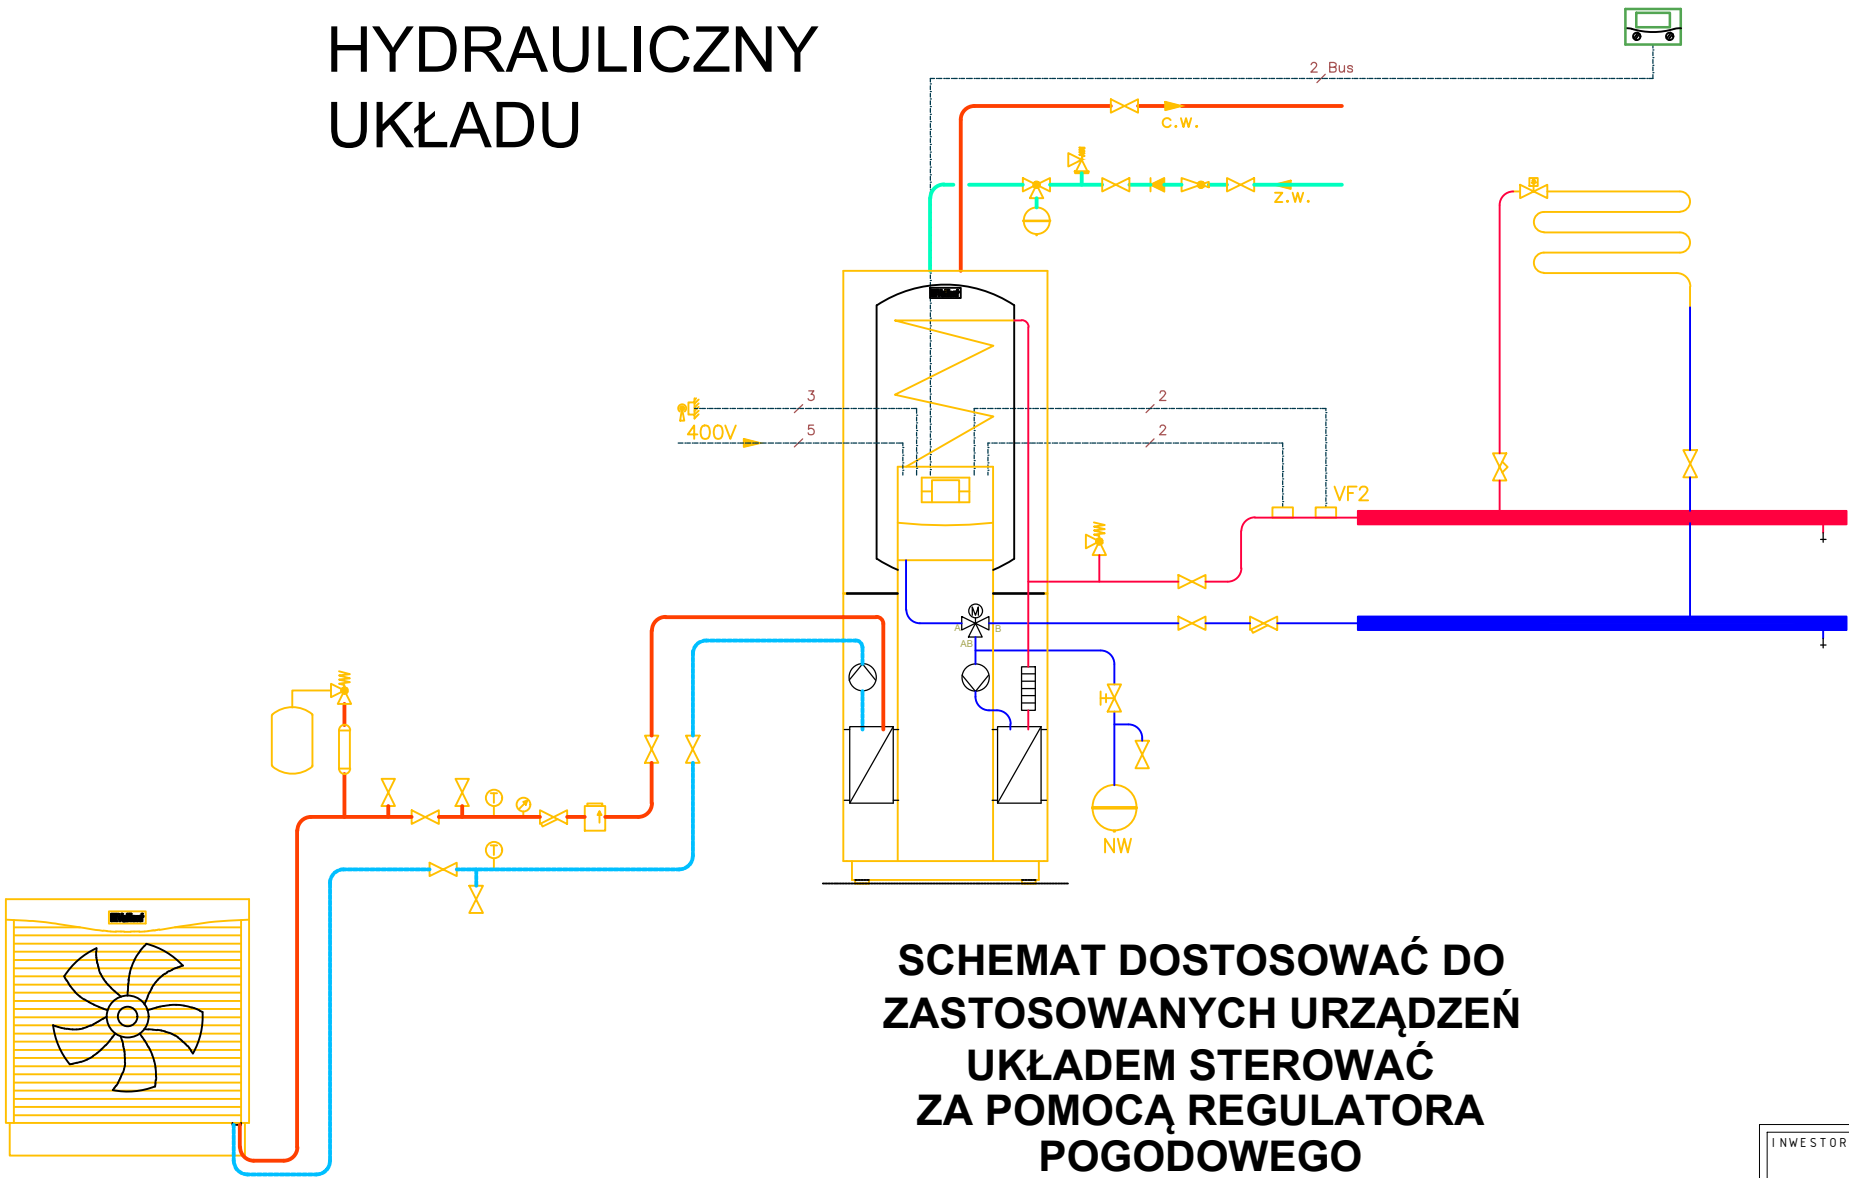 HYDRAULICZNY
UKŁADU
2 Bus
c.w.
z.w.
3
2
400V
5
2
VF2
M
A
B
AB
T
T
NW
SCHEMAT DOSTOSOWAĆ DO
ZASTOSOWANYCH URZĄDZEŃ
UKŁADEM STEROWAĆ
ZA POMOCĄ REGULATORA
POGODOWEGO
INWESTOR